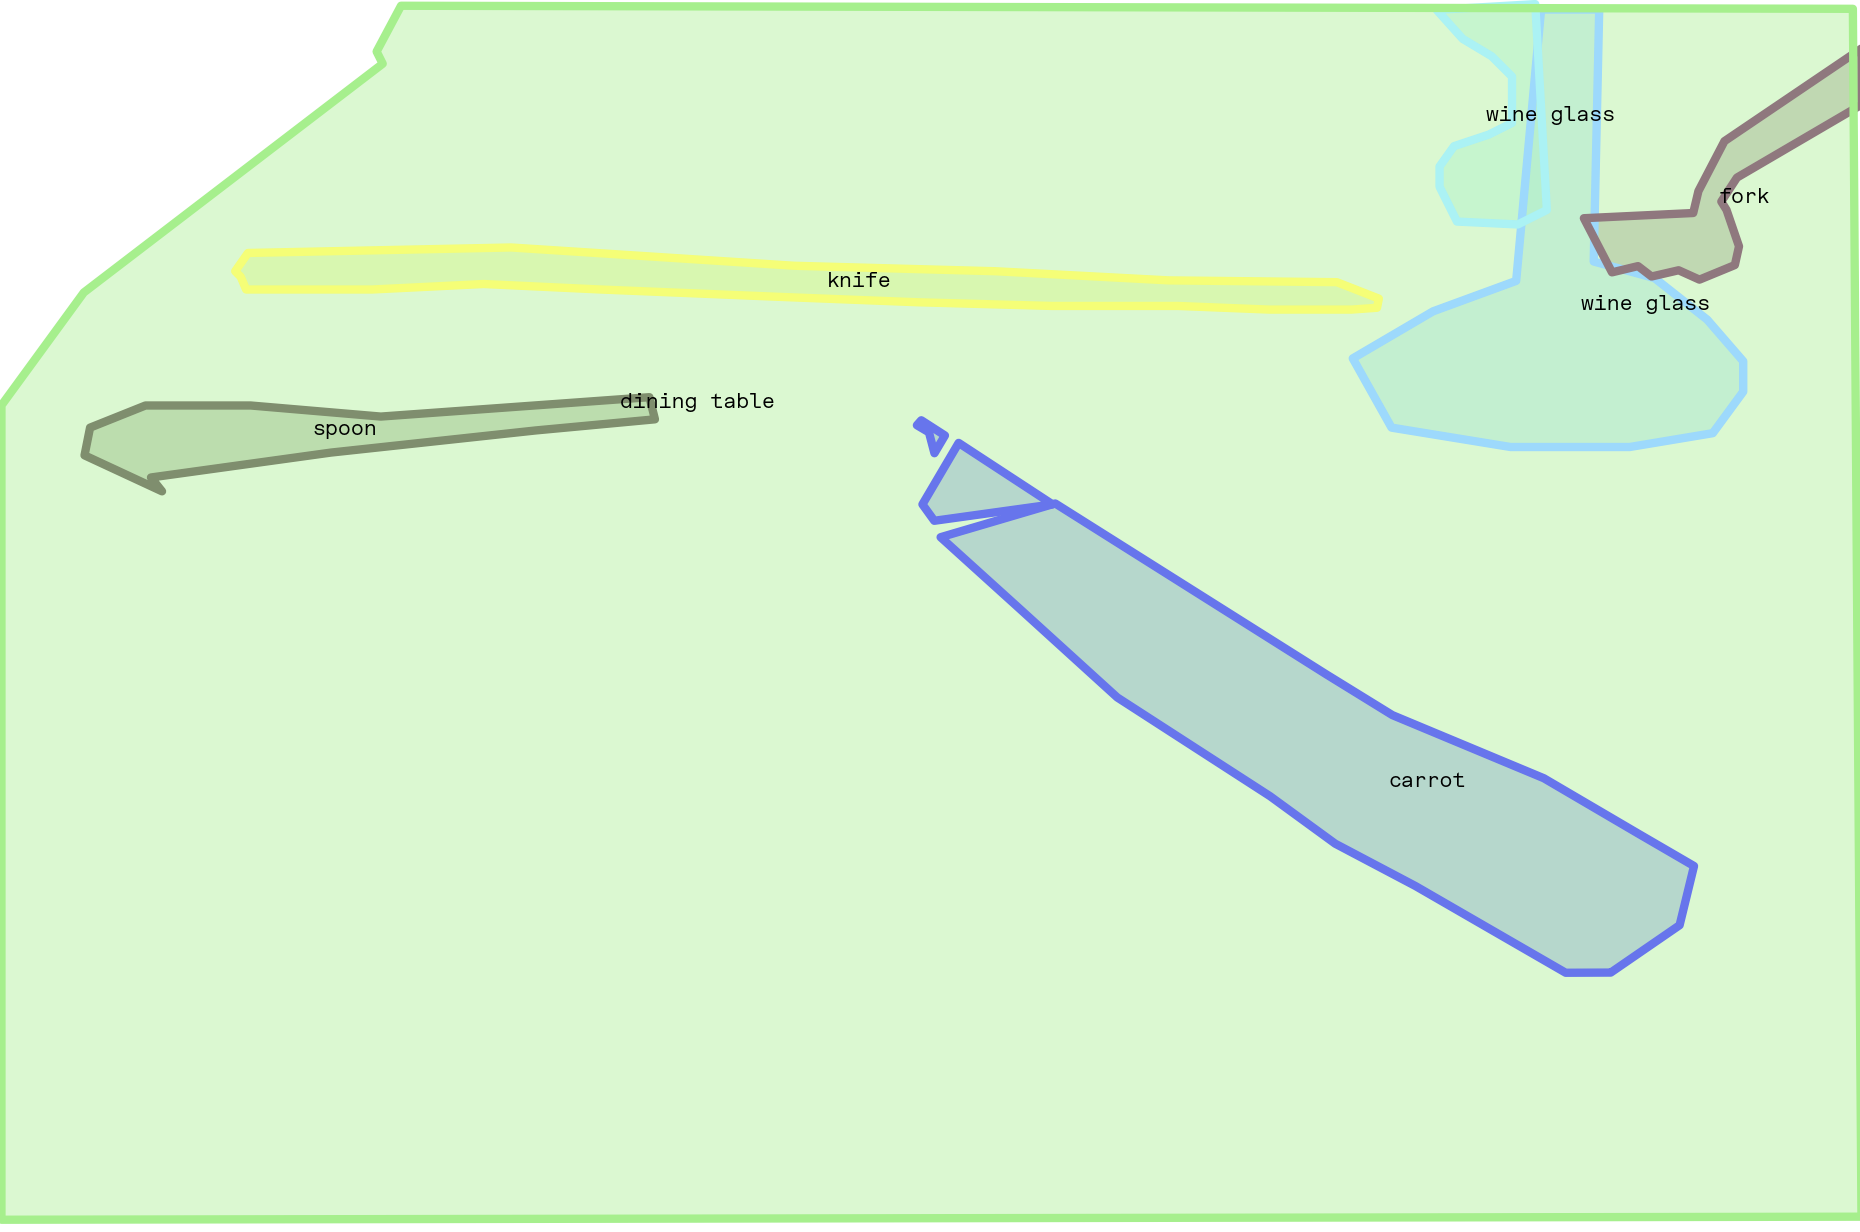 wine glass
fork
knife
wine glass
dining table
spoon
carrot